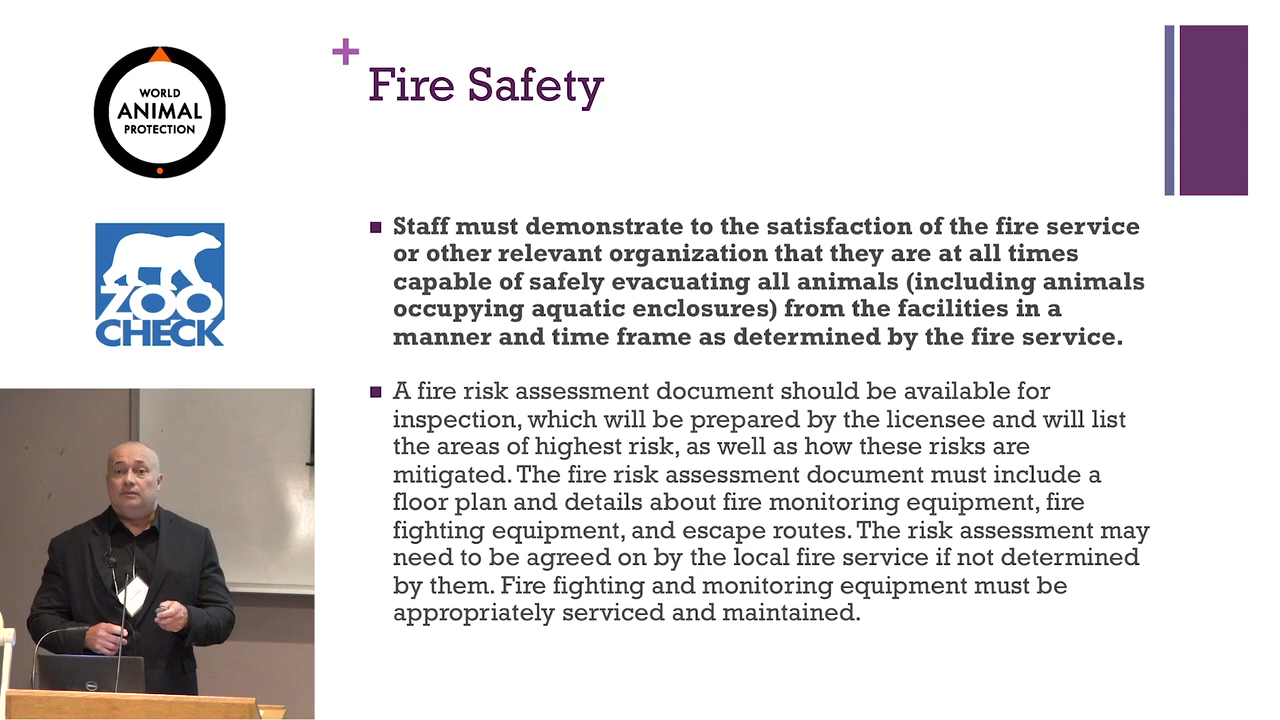 WORLD
ANIMAL
PROTECTION
ZOO
CHECK
+
Fire Safety
Staff must demonstrate to the satisfaction of the fire service
or other relevant organization that they are at all times
capable of safely evacuating all animals (including animals
occupying aquatic enclosures) from the facilities in a
manner and time frame as determined by the fire service.
A fire risk assessment document should be available for
inspection, which will be prepared by the licensee and will list
the areas of highest risk, as well as how these risks are
mitigated. The fire risk assessment document must include a
floor plan and details about fire monitoring equipment, fire
fighting equipment, and escape routes. The risk assessment may
need to be agreed on by the local fire service if not determined
by them. Fire fighting and monitoring equipment must be
appropriately serviced and maintained.
DELL